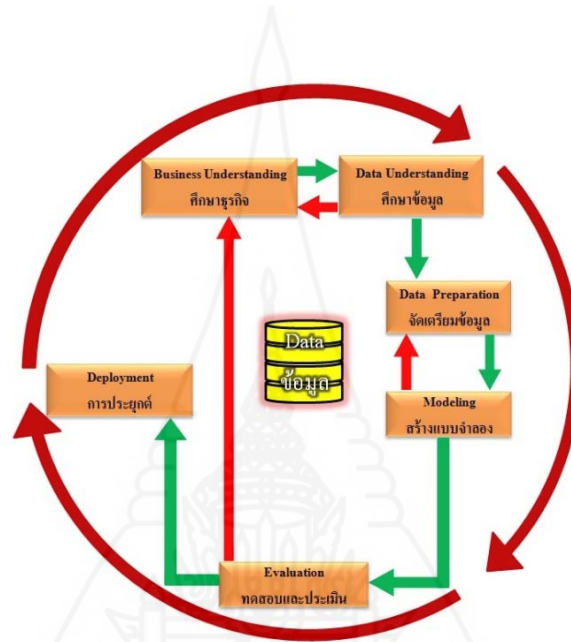 Business Understanding
ศึกษาธุรกิจ
Data Understanding
ศึกษาข้อมูล
Data Preparation
จัดเตรียมข้อมูล
Data
ข้อมูล
Deployment
การประยุกต์
Modeling
สร้างแบบจำลอง
Evaluation
ทดสอบและประเมิน